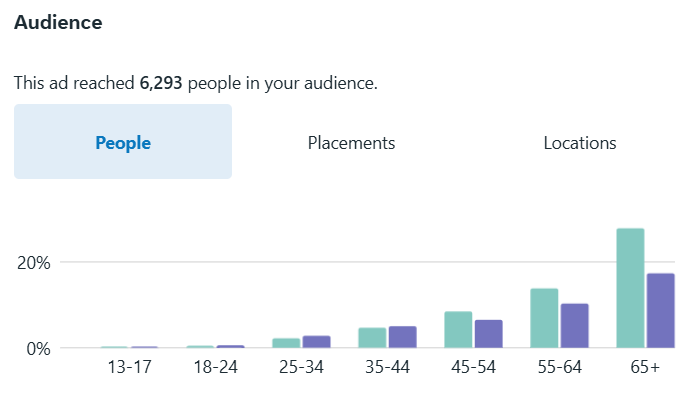 Audience
This ad reached 6,293 people in your audience.
People Placements Locations
20%
0%
13-17 18-24 25-34 35-44 45-54 55-64 65+